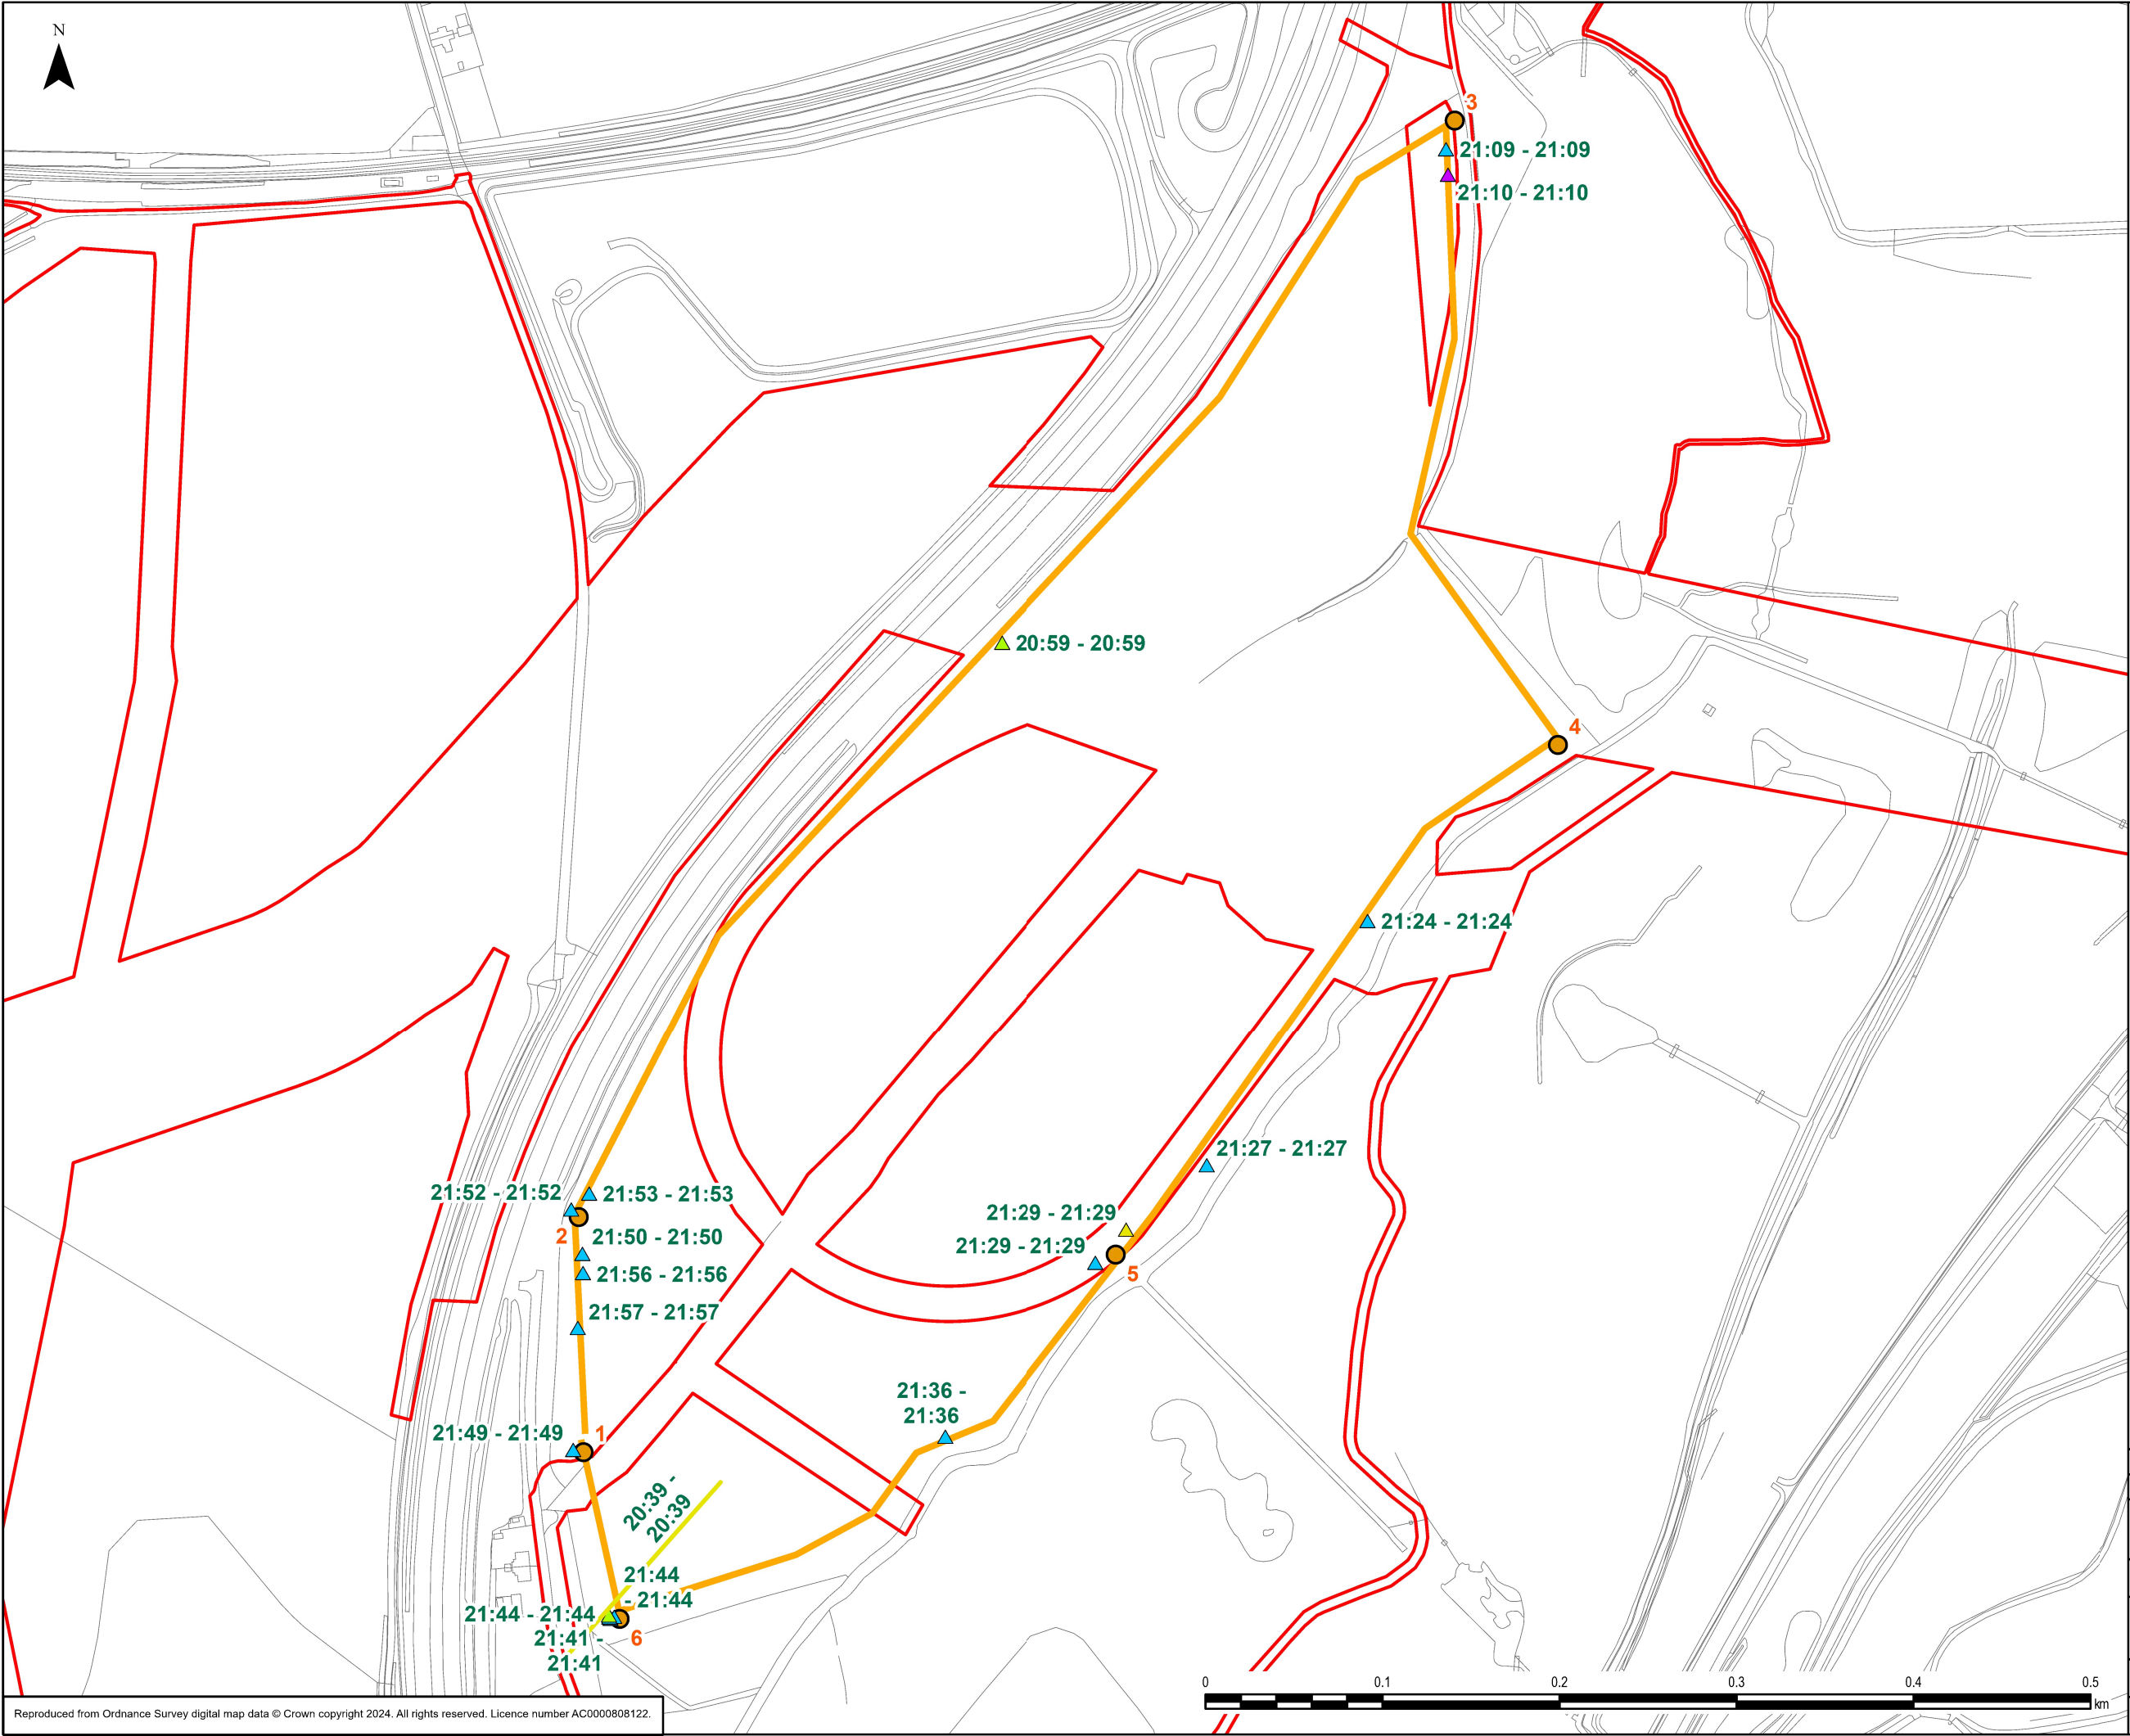 N
3
21:09 - 21:09
21:10 - 21:10
20:59 - 20:59
4
21:24 - 21:24
21:27 - 21:27
21:52 - 21:52
21:53 - 21:53
2
21:50 - 21:50
21:29 - 21:29
21:29 - 21:29
5
21:56 - 21:56
21:57 - 21:57
21:36 -
21:36
21:49 - 21:49
1
20:39 -
20:39
21:44
- 21:44
21:44 - 21:44
21:41 -
21:41
6
0 0.1 0.2 0.3 0.4 0.5
km
Reproduced from Ordnance Survey digital map data © Crown copyright 2024. All rights reserved. Licence number AC0000808122.